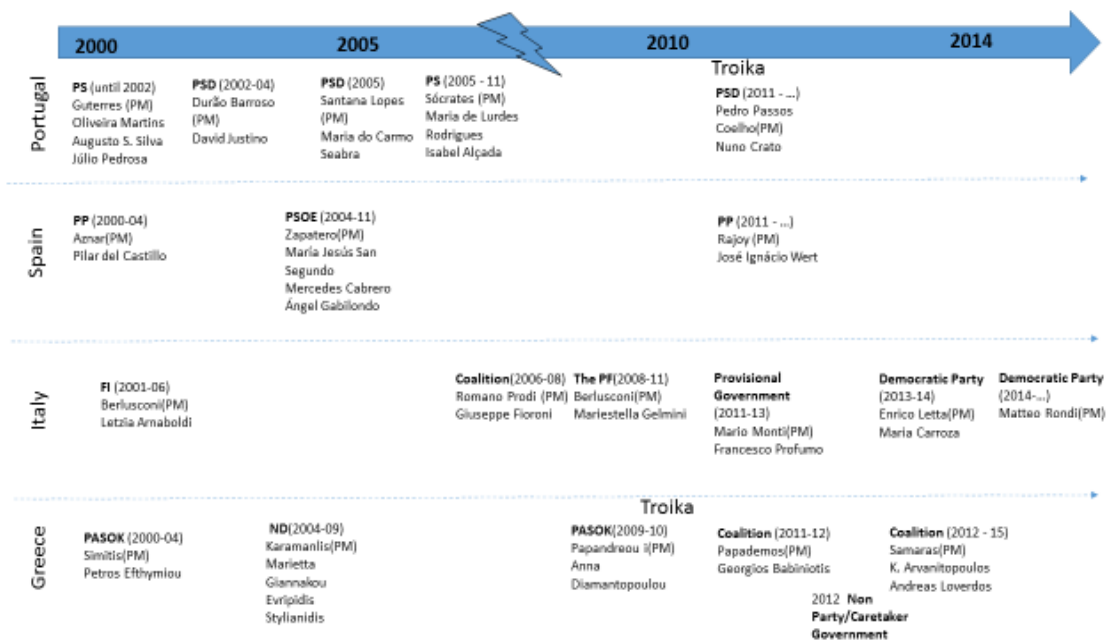 2000
2005
2010
2014
Portugal
PS (until 2002)
Guterres (PM)
Oliveira Martins
Augusto S. Silva
Júlio Pedrosa
PSD (2002-04)
Durão Barroso
(PM)
David Justino
PSD (2005)
Santana Lopes
(PM)
Maria do Carmo
Seabra
PS (2005 - 11)
Sócrates (PM)
Maria de Lurdes
Rodrigues
Isabel Alçada
Troika
PSD (2011 - ...)
Pedro Passos
Coelho(PM)
Nuno Crato
Spain
PP (2000-04)
Aznar(PM)
Pilar del Castillo
PSOE (2004-11)
Zapatero(PM)
María Jesús San
Segundo
Mercedes Cabrero
Ángel Gabilondo
PP (2011 - ...)
Rajoy (PM)
José Ignácio Wert
Italy
FI (2001-06)
Berlusconi(PM)
Letzia Arnaboldi
Coalition(2006-08)
Romano Prodi (PM)
Giuseppe Fioroni
The PF(2008-11)
Berlusconi(PM)
Mariestella Gelmini
Provisional
Government
(2011-13)
Mario Monti(PM)
Francesco Profumo
Democratic Party
(2013-14)
Enrico Letta(PM)
Maria Carroza
Democratic Party
(2014-...)
Matteo Rondi(PM)
Greece
PASOK (2000-04)
Simitis(PM)
Petros Efthymiou
ND(2004-09)
Karamanlis(PM)
Marietta
Giannakou
Evripidis
Stylianidis
Troika
PASOK(2009-10)
Papandreou i(PM)
Anna
Diamantopoulou
Coalition (2011-12)
Papademos(PM)
Georgios Babiniotis
2012 Non
Party/Caretaker
Government
Coalition (2012 - 15)
Samaras(PM)
K. Arvanitopoulos
Andreas Loverdos